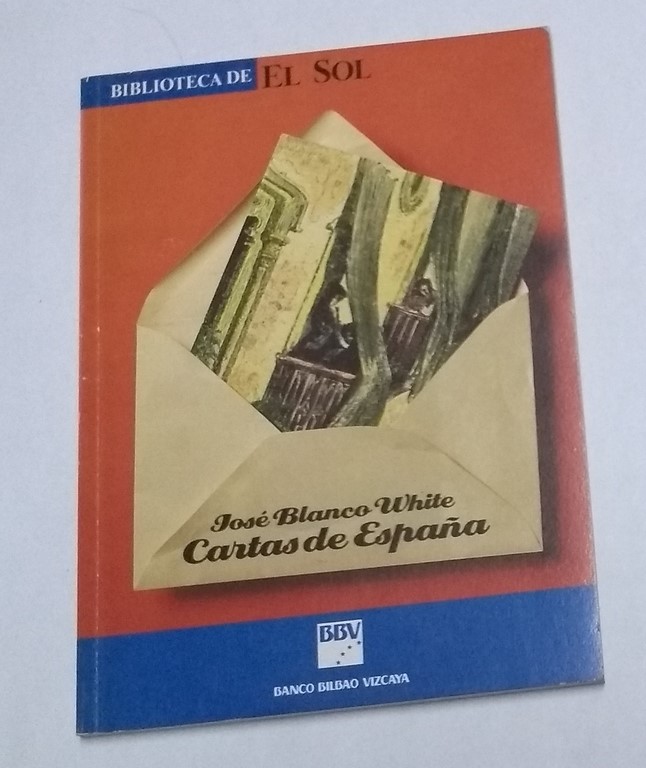 BIBLIOTECA DE EL SOL
José Blanco White
Cartas de España
BBV
BANCO BILBAO VIZCAYA